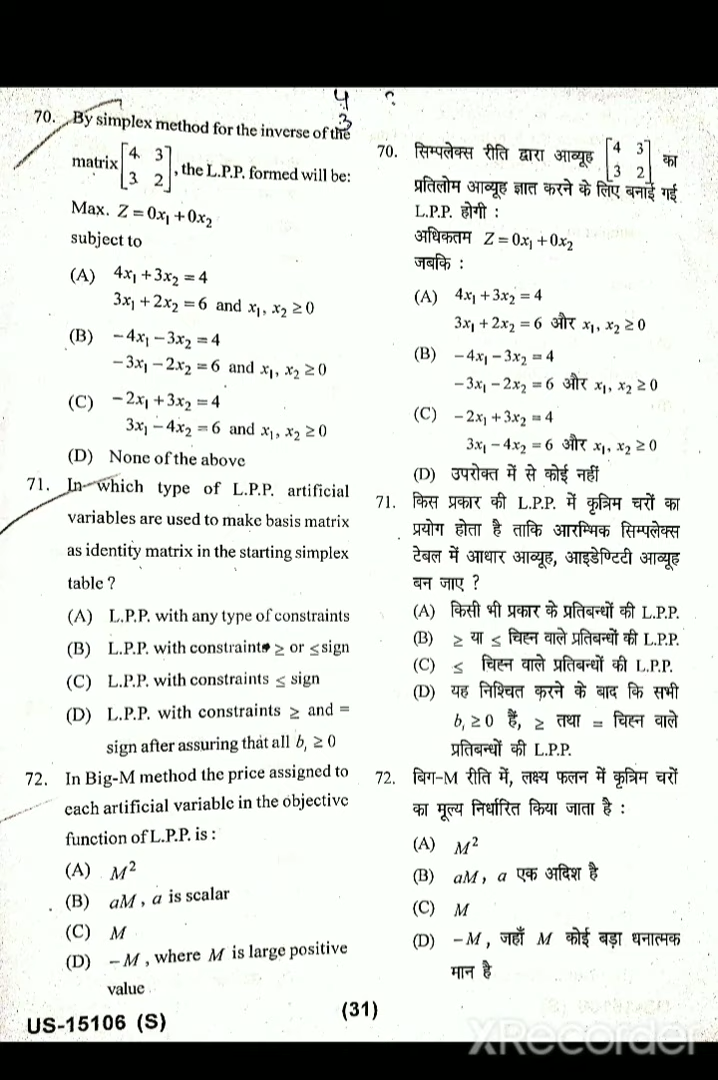 4 ?
3
70. By simplex method for the inverse of the
matrix [4 3
3 2], the L.P.P. formed will be:
Max. Z = 0x₁ + 0x₂
subject to
(A) 4x₁ + 3x₂ = 4
3x₁ + 2x₂ = 6 and x₁, x₂ ≥ 0
(B) − 4x₁ − 3x₂ = 4
−3x₁ − 2x₂ = 6 and x₁, x₂ ≥ 0
(C) − 2x₁ + 3x₂ = 4
3x₁ − 4x₂ = 6 and x₁, x₂ ≥ 0
(D) None of the above
71. In which type of L.P.P. artificial
variables are used to make basis matrix
as identity matrix in the starting simplex
table ?
(A) L.P.P. with any type of constraints
(B) L.P.P. with constraints ≥ or ≤ sign
(C) L.P.P. with constraints ≤ sign
(D) L.P.P. with constraints ≥ and =
sign after assuring that all bᵢ ≥ 0
72. In Big-M method the price assigned to
each artificial variable in the objective
function of L.P.P. is :
(A) M²
(B) aM , a is scalar
(C) M
(D) −M , where M is large positive
value
70. सिम्पलेक्स रीति द्वारा आव्यूह [4 3
3 2] का
प्रतिलोम आव्यूह ज्ञात करने के लिए बनाई गई
L.P.P. होगी :
अधिकतम Z = 0x₁ + 0x₂
जबकि :
(A) 4x₁ + 3x₂ = 4
3x₁ + 2x₂ = 6 और x₁, x₂ ≥ 0
(B) − 4x₁ − 3x₂ = 4
−3x₁ − 2x₂ = 6 और x₁, x₂ ≥ 0
(C) − 2x₁ + 3x₂ = 4
3x₁ − 4x₂ = 6 और x₁, x₂ ≥ 0
(D) उपरोक्त में से कोई नहीं
71. किस प्रकार की L.P.P. में कृत्रिम चरों का
प्रयोग होता है ताकि आरम्भिक सिम्पलेक्स
टेबल में आधार आव्यूह, आइडेण्टिटी आव्यूह
बन जाए ?
(A) किसी भी प्रकार के प्रतिबन्धों की L.P.P.
(B) ≥ या ≤ चिह्न वाले प्रतिबन्धों की L.P.P.
(C) ≤ चिह्न वाले प्रतिबन्धों की L.P.P.
(D) यह निश्चित करने के बाद कि सभी
bᵢ ≥ 0 हैं, ≥ तथा = चिह्न वाले
प्रतिबन्धों की L.P.P.
72. बिग-M रीति में, लक्ष्य फलन में कृत्रिम चरों
का मूल्य निर्धारित किया जाता है :
(A) M²
(B) aM, a एक अदिश है
(C) M
(D) −M, जहाँ M कोई बड़ा धनात्मक
मान है
US-15106 (S)
(31)
XRecorder